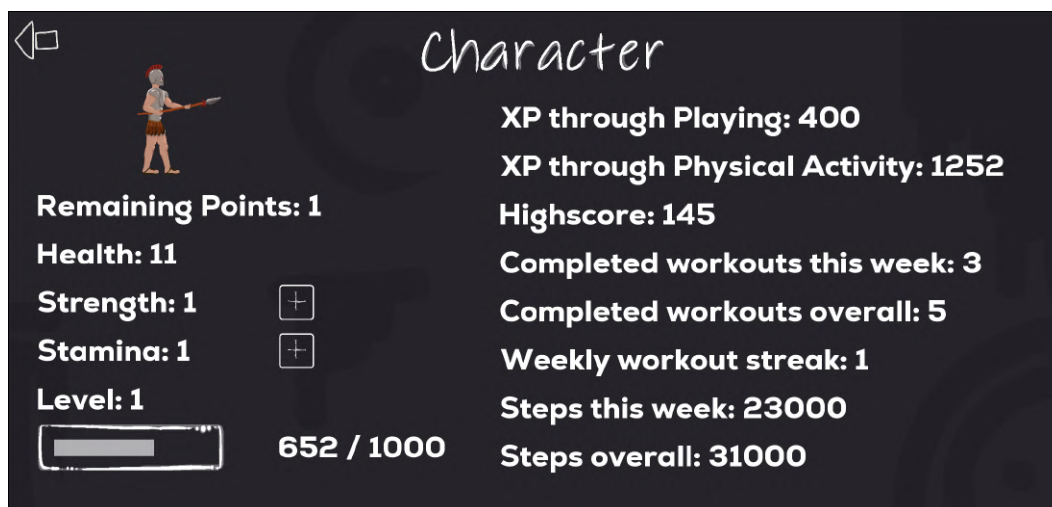 Character
Remaining Points: 1
Health: 11
Strength: 1
Stamina: 1
Level: 1
652 / 1000
XP through Playing: 400
XP through Physical Activity: 1252
Highscore: 145
Completed workouts this week: 3
Completed workouts overall: 5
Weekly workout streak: 1
Steps this week: 23000
Steps overall: 31000